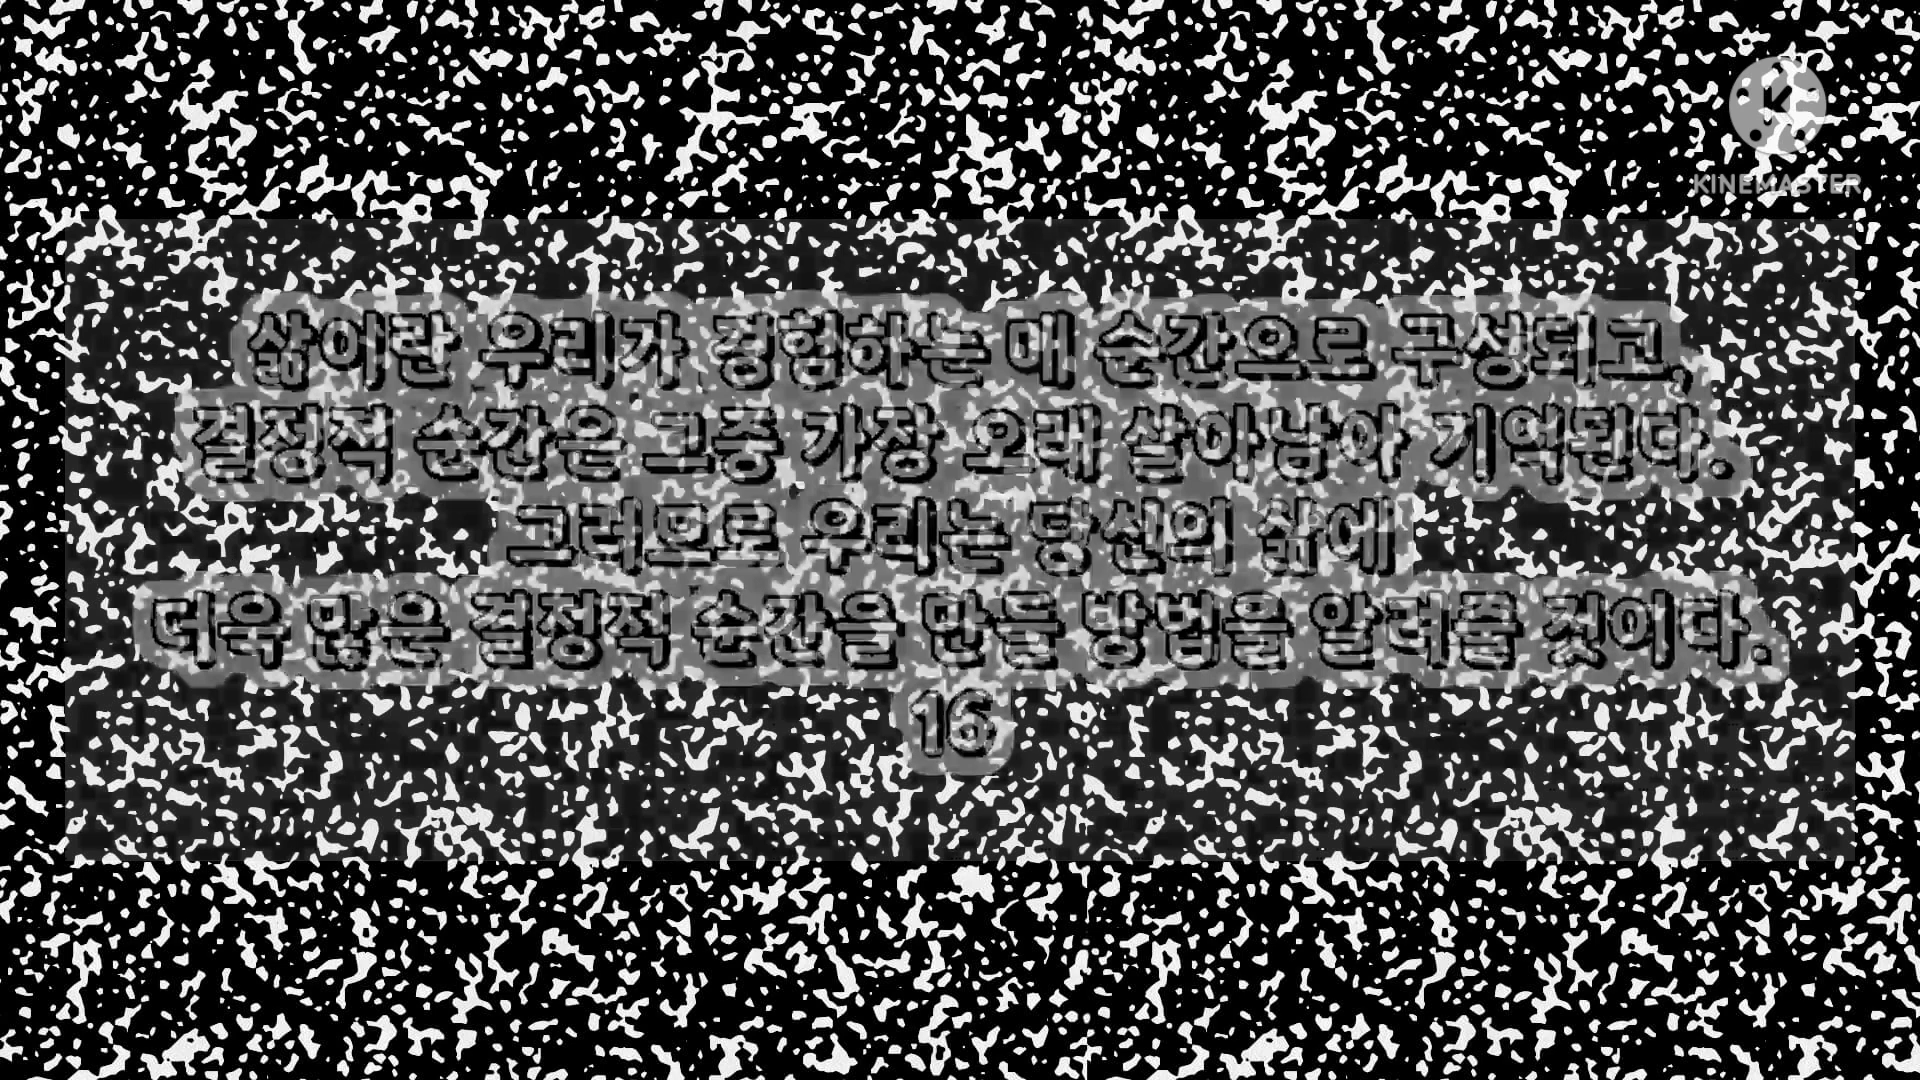 KINEMASTER
삶이란 우리가 경험하는 매 순간으로 구성되고,
결정적 순간은 그중 가장 오래 살아남아 기억된다.
그러므로 우리는 당신의 삶에
더욱 많은 결정적 순간을 만들 방법을 알려줄 것이다.
16